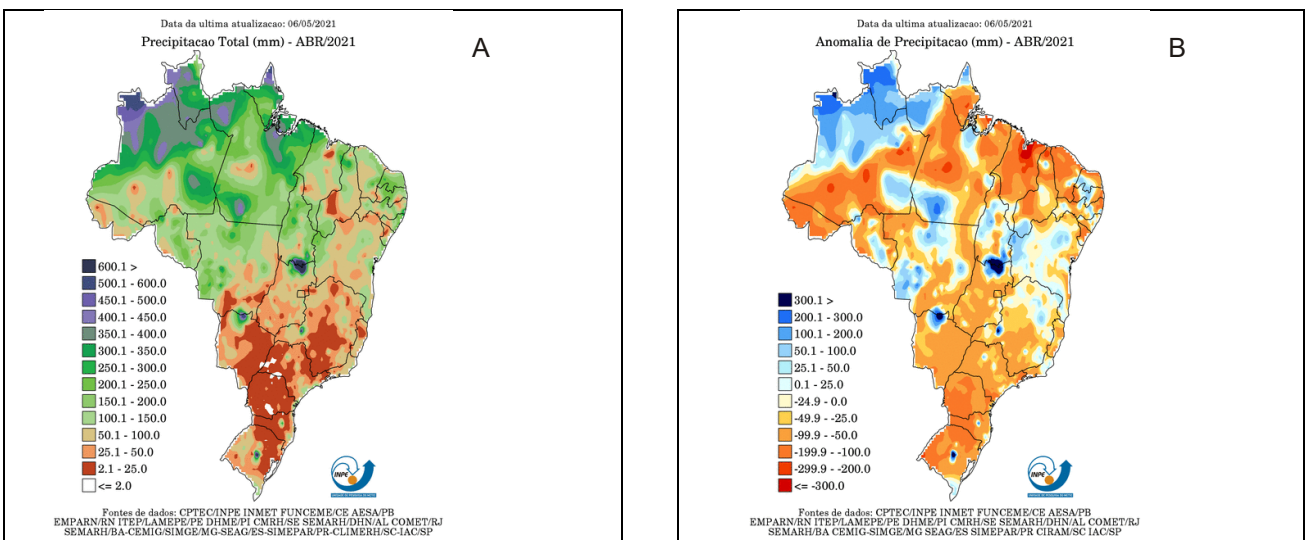 Data da ultima atualizacao: 06/05/2021
Precipitacao Total (mm) - ABR/2021
A
600.1 >
500.1 - 600.0
450.1 - 500.0
400.1 - 450.0
350.1 - 400.0
300.1 - 350.0
250.1 - 300.0
200.1 - 250.0
150.1 - 200.0
100.1 - 150.0
50.1 - 100.0
25.1 - 50.0
2.1 - 25.0
<= 2.0
INPE
Fontes de dados: CPTEC/INPE INMET FUNCEME/CE AESA/PB
EMPARN/RN ITEP/LAMEPE/PE DHME/PI CMRH/SE SEMARH/DHN/AL COMET/RJ
SEMARH/BA-CEMIG/SIMGE/MG-SEAG/ES-SIMEPAR/PR-CLIMERH/SC-IAC/SP
Data da ultima atualizacao: 06/05/2021
Anomalia de Precipitacao (mm) - ABR/2021
B
300.1 >
200.1 - 300.0
100.1 - 200.0
50.1 - 100.0
25.1 - 50.0
0.1 - 25.0
-24.9 - 0.0
-49.9 - -25.0
-99.9 - -50.0
-199.9 - -100.0
-299.9 - -200.0
<= -300.0
INPE
Fontes de dados: CPTEC/INPE INMET FUNCEME/CE AESA/PB
EMPARN/RN ITEP/LAMEPE/PE DHME/PI CMRH/SE SEMARH/DHN/AL COMET/RJ
SEMARH/BA CEMIG-SIMGE/MG SEAG/ES SIMEPAR/PR CIRAM/SC IAC/SP